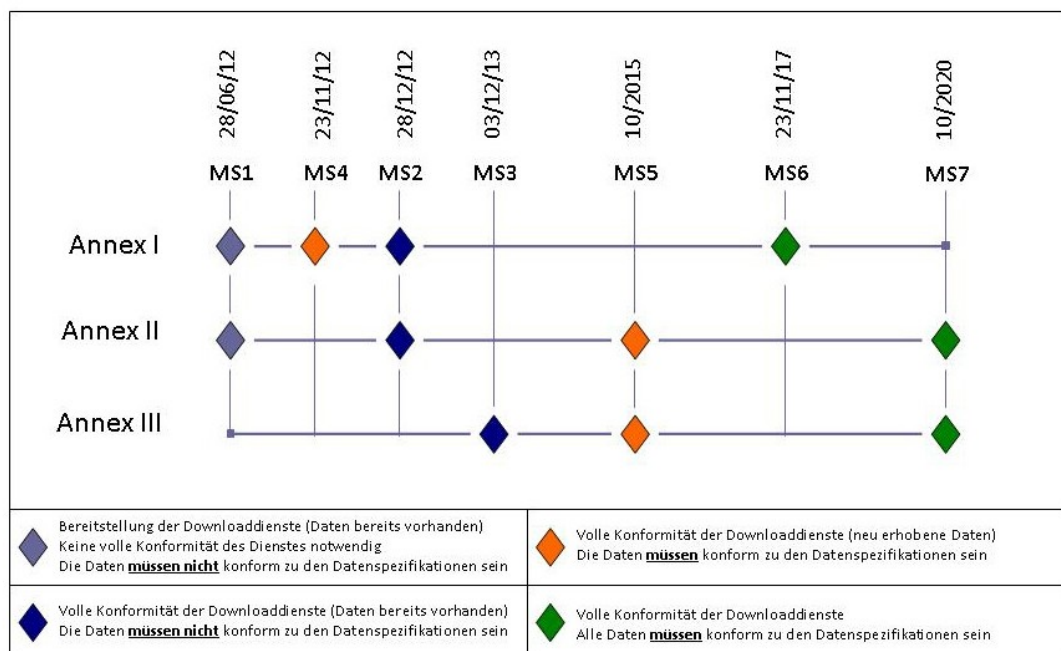 28/06/12
23/11/12
28/12/12
03/12/13
10/2015
23/11/17
10/2020
MS1
MS4
MS2
MS3
MS5
MS6
MS7
Annex I
Annex II
Annex III
Bereitstellung der Downloaddienste (Daten bereits vorhanden)
Keine volle Konformität des Dienstes notwendig
Die Daten müssen nicht konform zu den Datenspezifikationen sein
Volle Konformität der Downloaddienste (neu erhobene Daten)
Die Daten müssen konform zu den Datenspezifikationen sein
Volle Konformität der Downloaddienste (Daten bereits vorhanden)
Die Daten müssen nicht konform zu den Datenspezifikationen sein
Volle Konformität der Downloaddienste
Alle Daten müssen konform zu den Datenspezifikationen sein